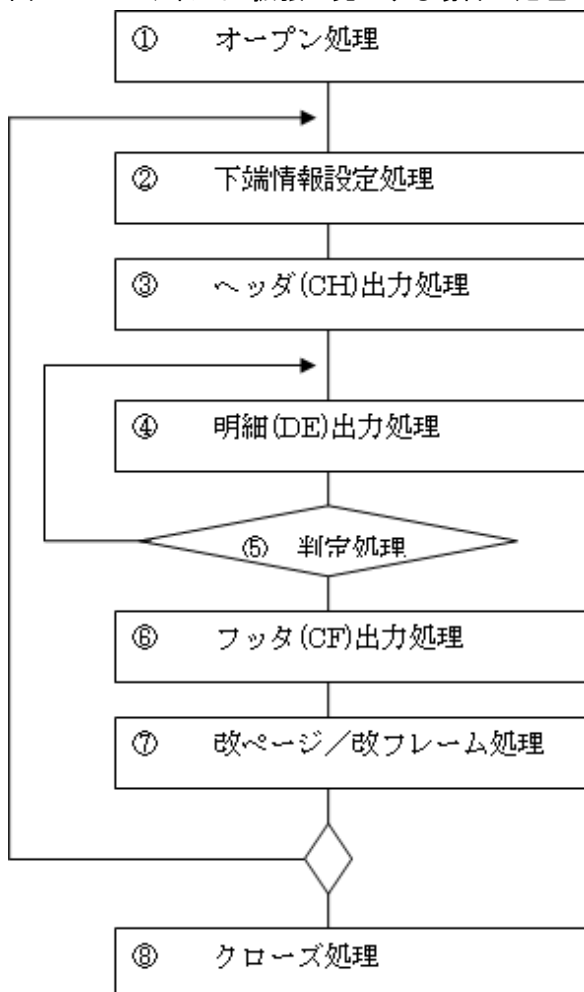 ① オープン処理
② 下端情報設定処理
③ ヘッダ(CH)出力処理
④ 明細(DE)出力処理
⑤ 判定処理
⑥ フッタ(CF)出力処理
⑦ 改ページ／改フレーム処理
⑧ クローズ処理